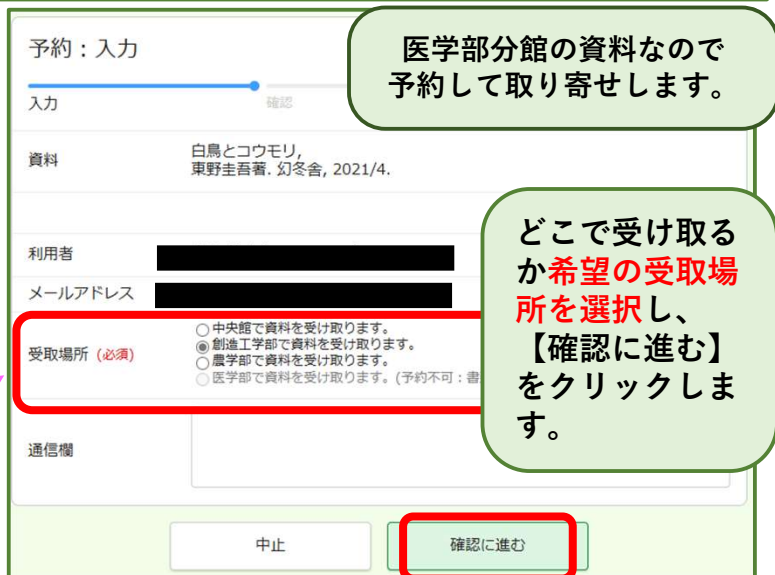 予約：入力
医学部分館の資料なので
予約して取り寄せします。
入力
確認
資料
白鳥とコウモリ,
東野圭吾著. 幻冬舎, 2021/4.
どこで受け取る
か希望の受取場
所を選択し、
【確認に進む】
をクリックしま
す。
利用者
メールアドレス
受取場所 (必須)
中央館で資料を受け取ります。
創造工学部で資料を受け取ります。
農学部で資料を受け取ります。
医学部で資料を受け取ります。(予約不可：書
通信欄
中止
確認に進む